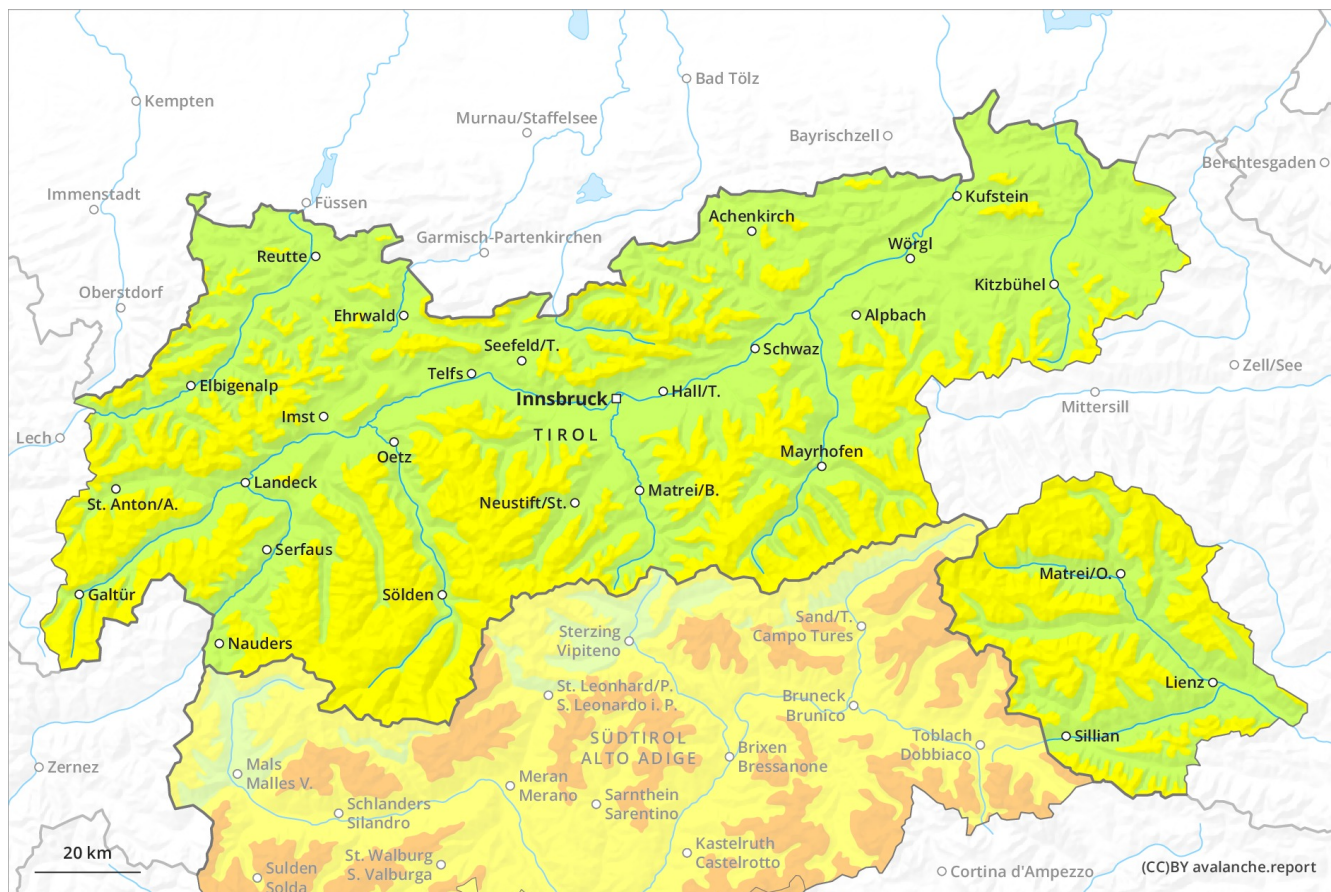 Bad Tölz
Kempten
Murnau/Staffelsee
Bayrischzell
Berchtesgaden
Immenstadt
Füssen
Kufstein
Achenkirch
Garmisch-Partenkirchen
Wörgl
Reutte
Kitzbühel
Oberstdorf
Ehrwald
Alpbach
Seefeld/T.
Schwaz
Zell/See
Telfs
Elbigenalp
Hall/T.
Innsbruck
Mittersill
Imst
TIROL
Lech
Oetz
Mayrhofen
Landeck
Matrei/B.
St. Anton/A.
Neustift/St.
Serfaus
Matrei/O.
Galtür
Sölden
Sand/T.
Campo Tures
Sterzing
Vipiteno
Nauders
Lienz
St. Leonhard/P.
S. Leonardo i. P.
Bruneck
Brunico
SÜDTIROL
ALTO ADIGE
Sillian
Toblach
Dobbiaco
Brixen
Bressanone
Zernez
Mals
Malles V.
Meran
Merano
Sarnthein
Sarentino
Schlanders
Silandro
Kastelruth
Castelrotto
20 km
St. Walburg
S. Valburga
Sulden
Solda
Cortina d'Ampezzo
(CC)BY avalanche.report